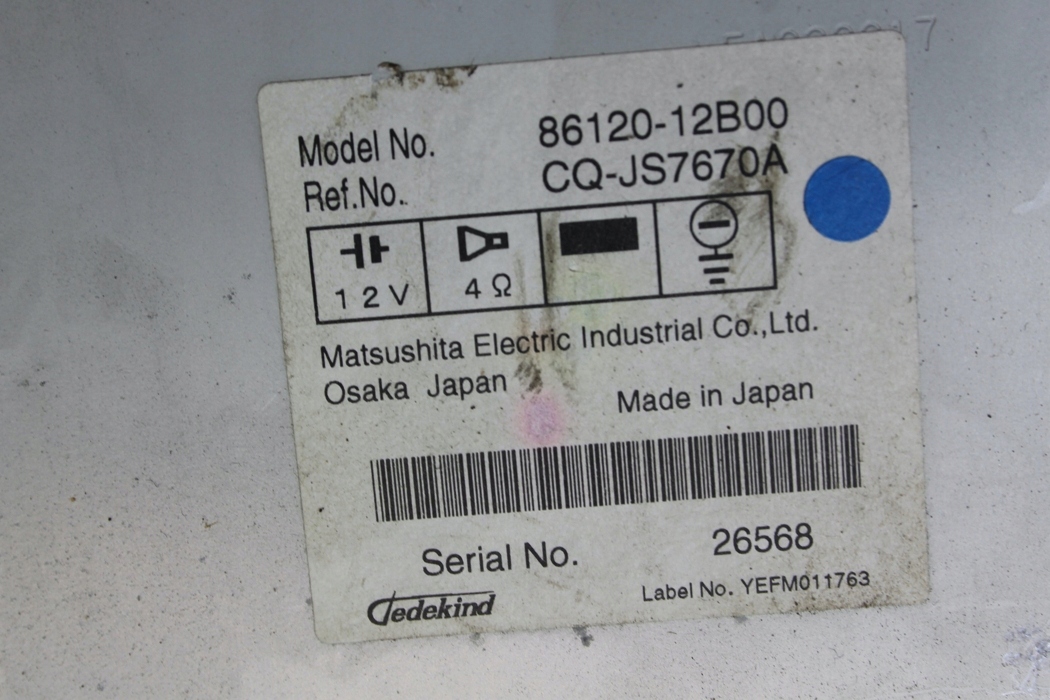 Model No. 86120-12B00
Ref.No. CQ-JS7670A
12V 4Ω
Matsushita Electric Industrial Co.,Ltd.
Osaka Japan
Made in Japan
Serial No. 26568
Dedekind
Label No. YEFM011763